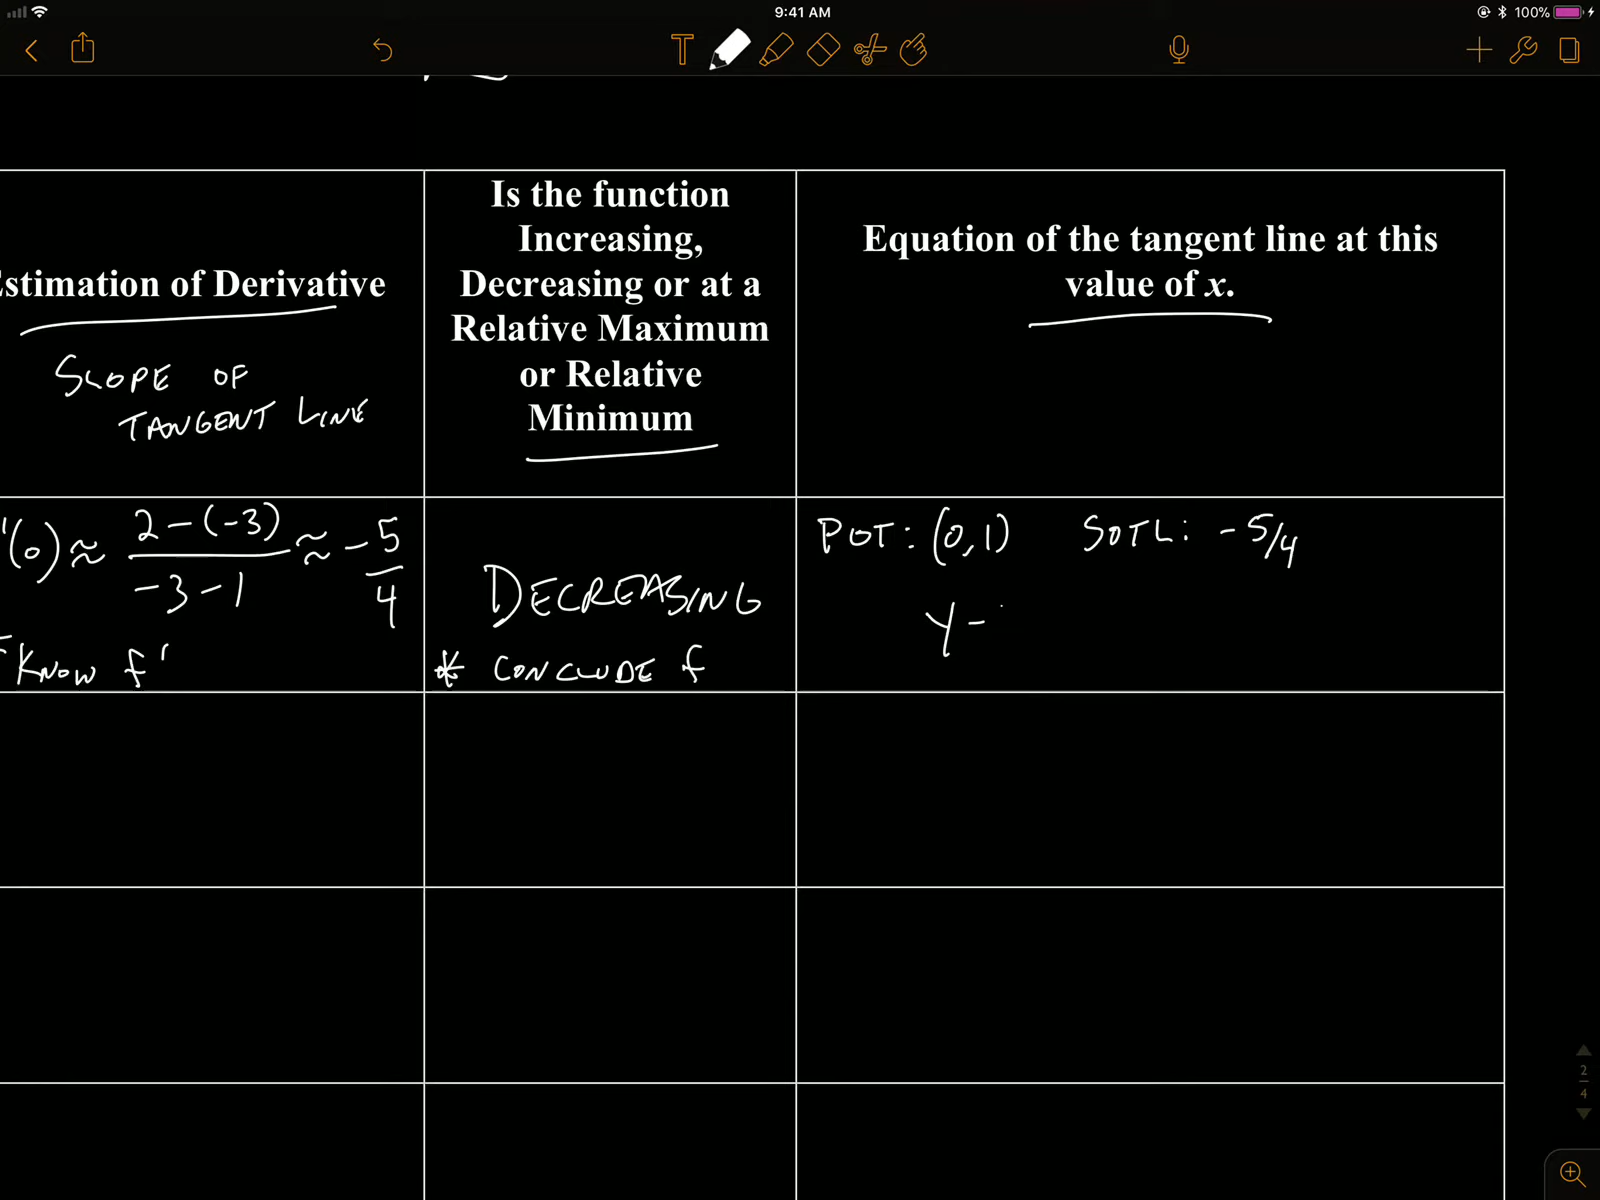 9:41 AM
100%
T
Estimation of Derivative
SLOPE OF
TANGENT LINE
Is the function
Increasing,
Decreasing or at a
Relative Maximum
or Relative
Minimum
Equation of the tangent line at this
value of x.
'(0) ≈ 2-(-3) / -3-1 ≈ -5/4
KNOW f'
DECREASING
* CONCLUDE f
POT: (0,1) SOTL: -5/4
Y-
2
4